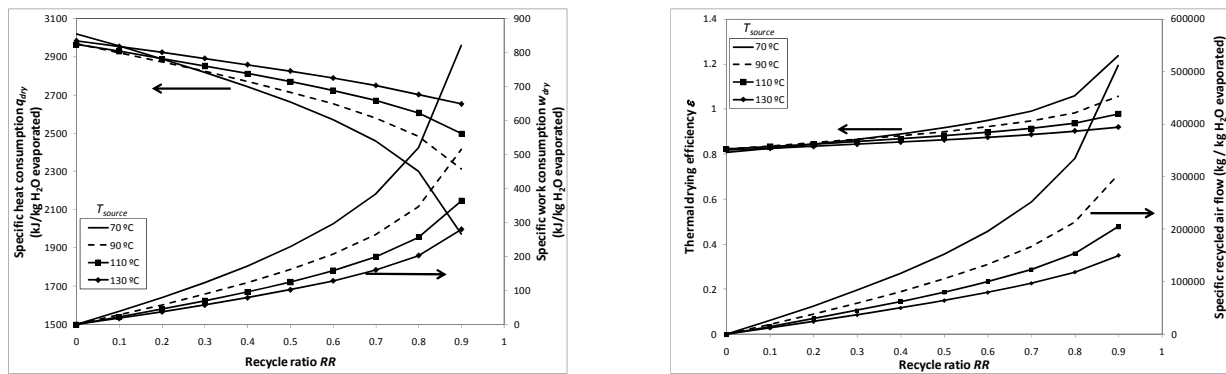 3100
2900
2700
2500
2300
2100
1900
1700
1500
Specific heat consumption q_dry
(kJ/kg H₂O evaporated)
T_source
70 ºC
90 ºC
110 ºC
130 ºC
900
800
700
600
500
400
300
200
100
0
Specific work consumption w_dry
(kJ/kg H₂O evaporated)
0 0.1 0.2 0.3 0.4 0.5 0.6 0.7 0.8 0.9 1
Recycle ratio RR
1.4
1.2
1
0.8
0.6
0.4
0.2
0
Thermal drying efficiency ε
T_source
70 ºC
90 ºC
110 ºC
130 ºC
600000
500000
400000
300000
200000
100000
0
Specific recycled air flow (kg / kg H₂O evaporated)
0 0.1 0.2 0.3 0.4 0.5 0.6 0.7 0.8 0.9 1
Recycle ratio RR